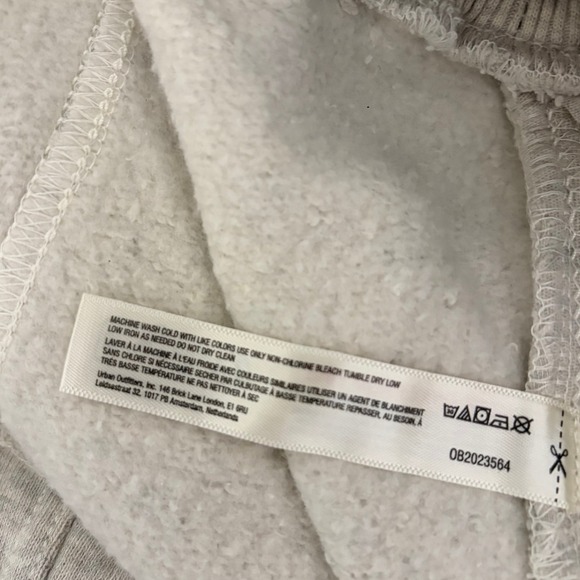 MACHINE WASH COLD WITH LIKE COLORS USE ONLY NON-CHLORINE BLEACH TUMBLE DRY LOW
LOW IRON AS NEEDED DO NOT DRY CLEAN
LAVER À LA MACHINE À L'EAU FROIDE AVEC COULEURS SIMILAIRES UTILISER UN AGENT DE BLANCHIMENT
SANS CHLORE SI NÉCESSAIRE SÉCHER PAR CULBUTAGE À BASSE TEMPÉRATURE REPASSER, AU BESOIN, À
TRÈS BASSE TEMPÉRATURE NE PAS NETTOYER À SEC
Urban Outfitters, Inc. 146 Brick Lane London, E1 6RU
Leidsestraat 32, 1017 PB Amsterdam, Netherlands
OB2023564